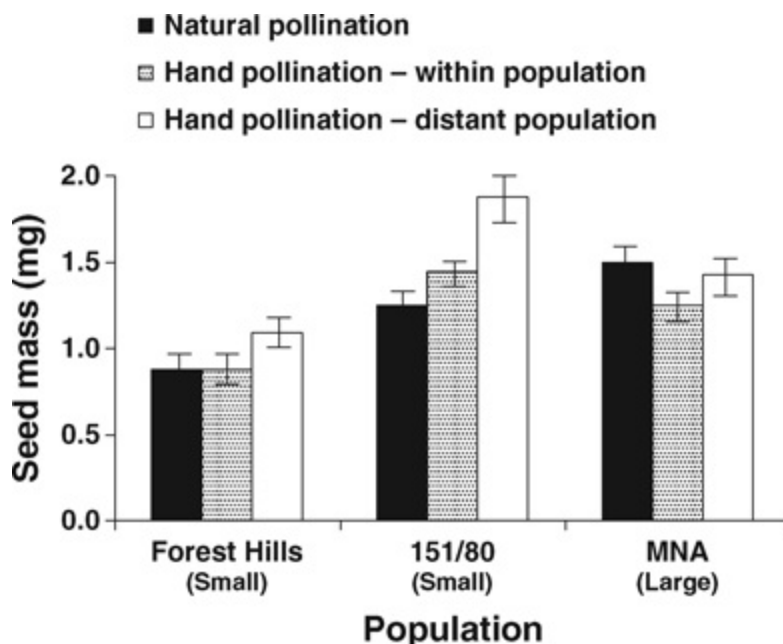 Natural pollination
Hand pollination – within population
Hand pollination – distant population
2.0
1.5
1.0
0.5
0.0
Seed mass (mg)
Forest Hills 151/80 MNA
(Small) (Small) (Large)
Population